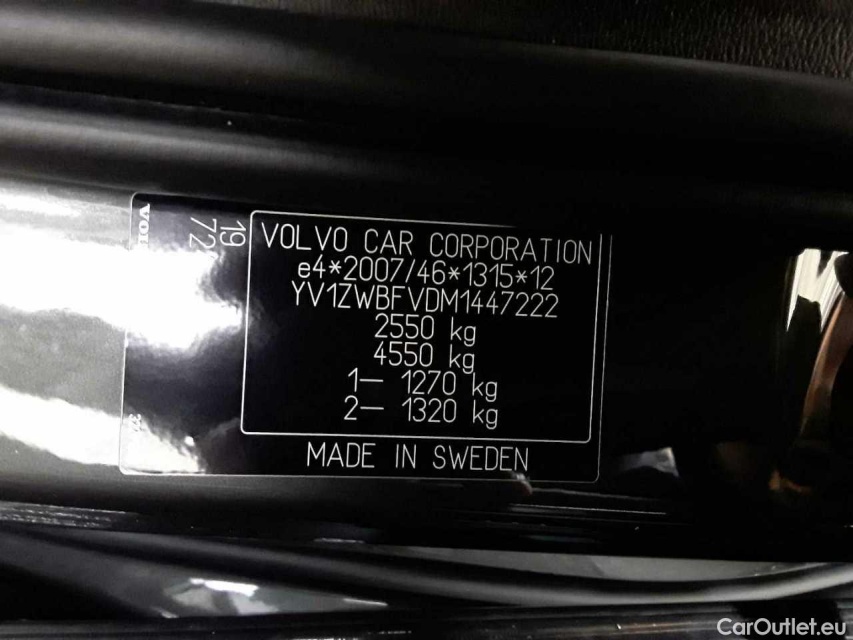 VOLVO
19
72
VOLVO CAR CORPORATION
e4*2007/46*1315*12
YV1ZWBFVDM1447222
2550 kg
4550 kg
1— 1270 kg
2— 1320 kg
MADE IN SWEDEN
CarOutlet.eu